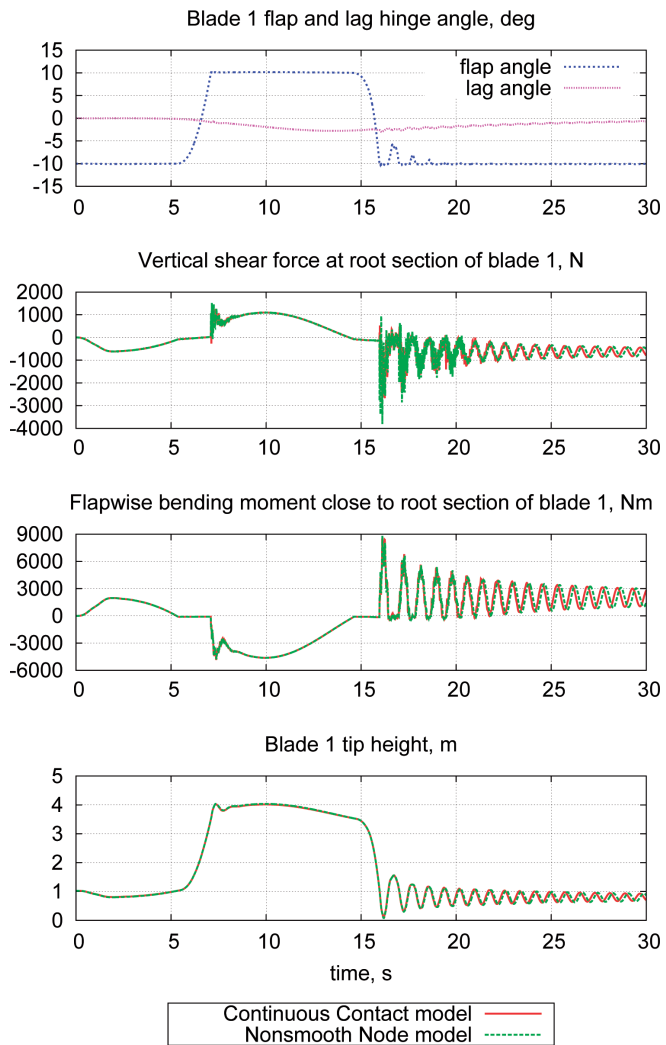 Blade 1 flap and lag hinge angle, deg
15
10
5
0
-5
-10
-15
flap angle
lag angle
0 5 10 15 20 25 30
Vertical shear force at root section of blade 1, N
2000
1000
0
-1000
-2000
-3000
-4000
0 5 10 15 20 25 30
Flapwise bending moment close to root section of blade 1, Nm
9000
6000
3000
0
-3000
-6000
0 5 10 15 20 25 30
Blade 1 tip height, m
5
4
3
2
1
0
0 5 10 15 20 25 30
time, s
Continuous Contact model
Nonsmooth Node model